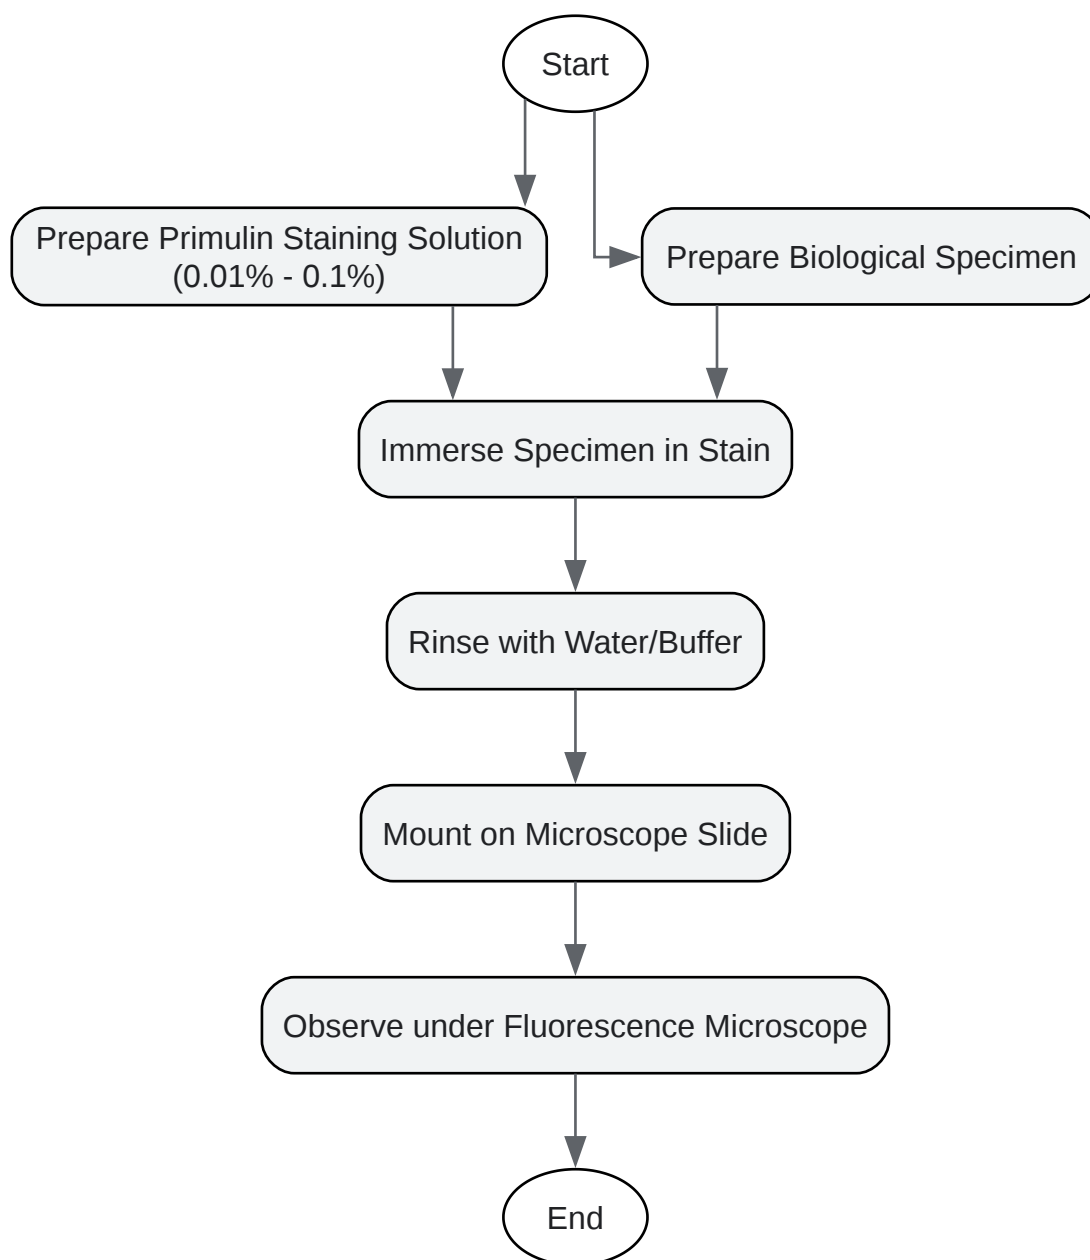 Start
Prepare Primulin Staining Solution
(0.01% - 0.1%)
Prepare Biological Specimen
Immerse Specimen in Stain
Rinse with Water/Buffer
Mount on Microscope Slide
Observe under Fluorescence Microscope
End